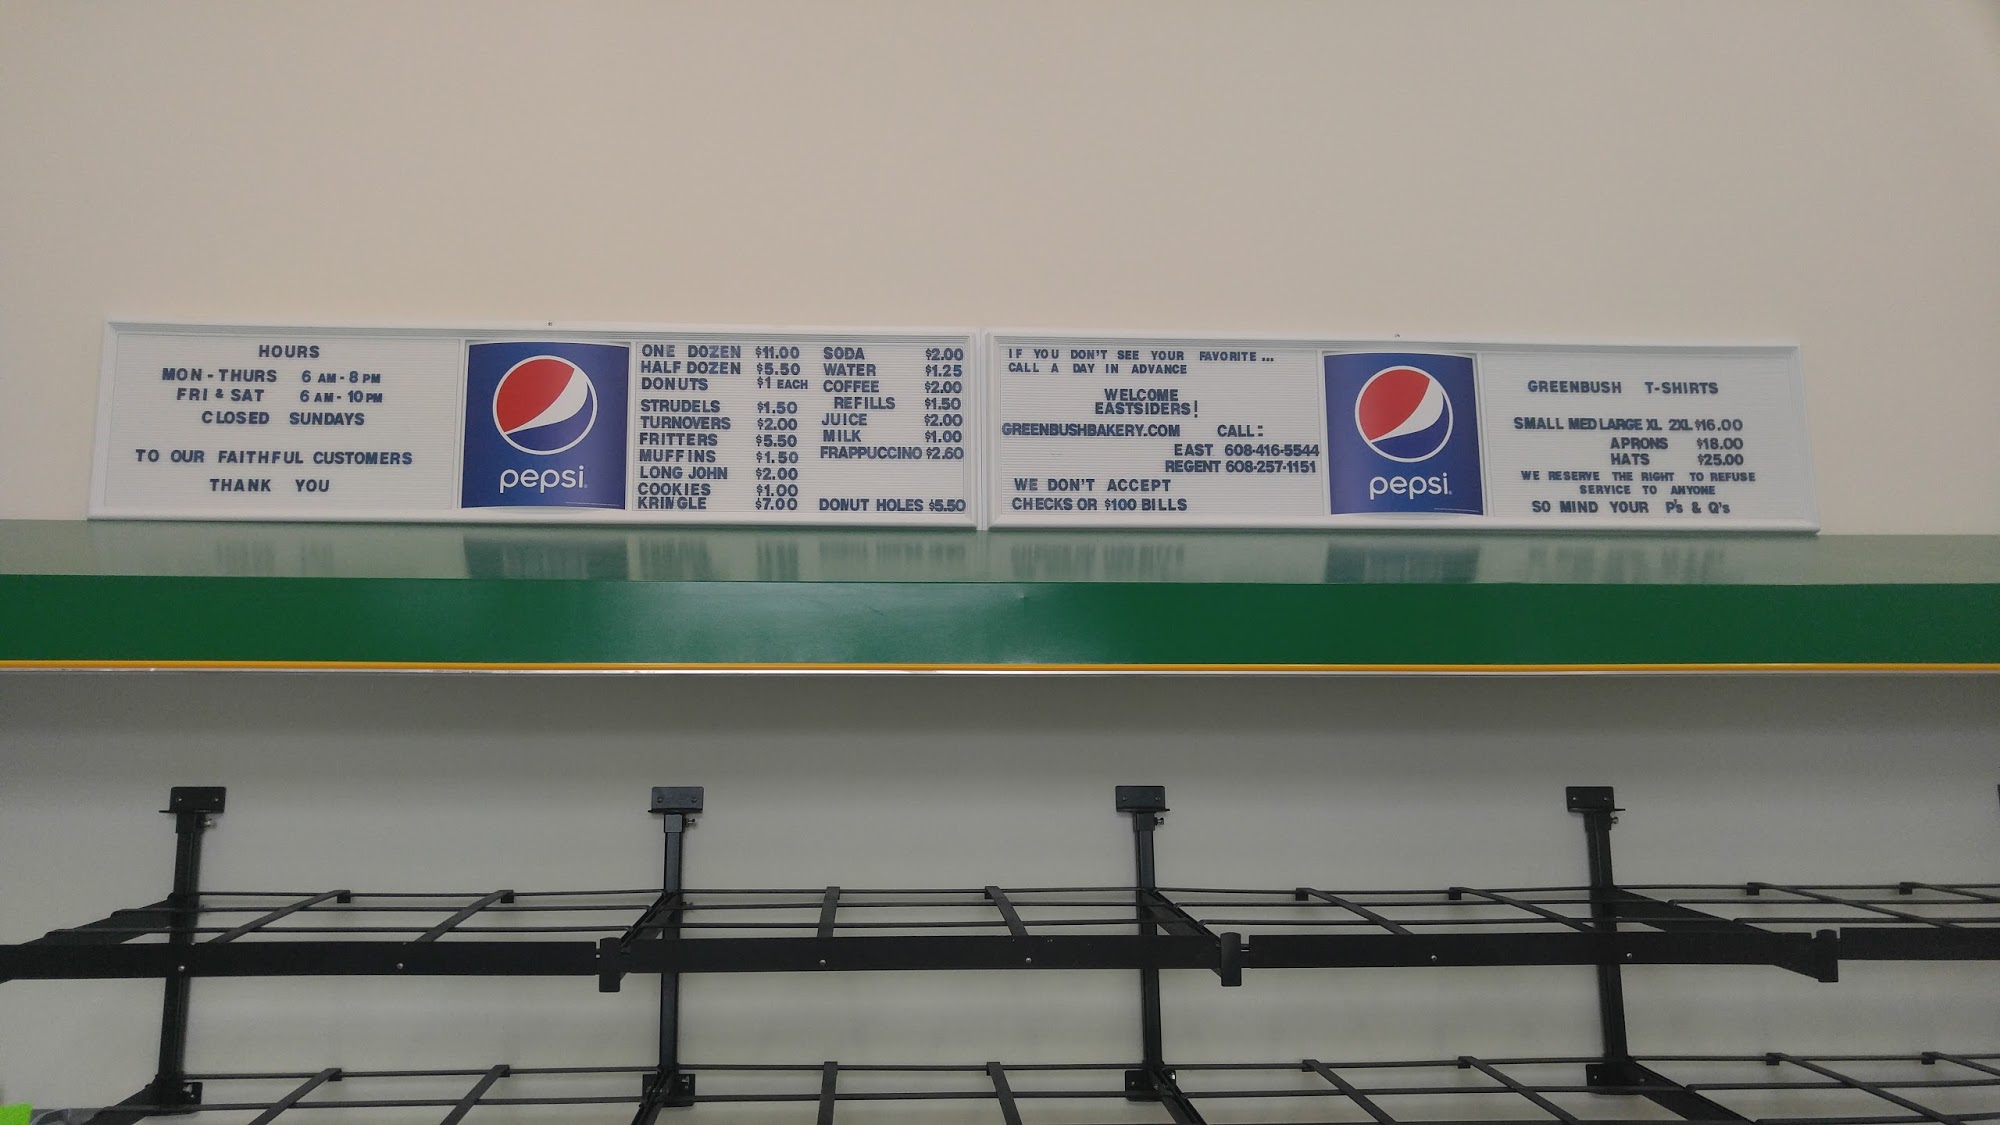 HOURS
MON - THURS 6 AM - 8 PM
FRI & SAT 6 AM - 10 PM
CLOSED SUNDAYS
TO OUR FAITHFUL CUSTOMERS
THANK YOU
pepsi
ONE DOZEN $11.00
HALF DOZEN $5.50
DONUTS $1 EACH
STRUDELS $1.50
TURNOVERS $2.00
FRITTERS $5.50
MUFFINS $1.50
LONG JOHN $2.00
COOKIES $1.00
KRINGLE $7.00
SODA $2.00
WATER $1.25
COFFEE $2.00
REFILLS $1.50
JUICE $2.00
MILK $1.00
FRAPPUCCINO $2.60
DONUT HOLES $5.50
IF YOU DON'T SEE YOUR FAVORITE ...
CALL A DAY IN ADVANCE
WELCOME
EASTSIDERS!
GREENBUSHBAKERY.COM CALL:
EAST 608-416-5544
REGENT 608-257-1151
WE DON'T ACCEPT
CHECKS OR $100 BILLS
pepsi
GREENBUSH T-SHIRTS
SMALL MED LARGE XL 2XL $16.00
APRONS $18.00
HATS $25.00
WE RESERVE THE RIGHT TO REFUSE
SERVICE TO ANYONE
SO MIND YOUR P's & Q's